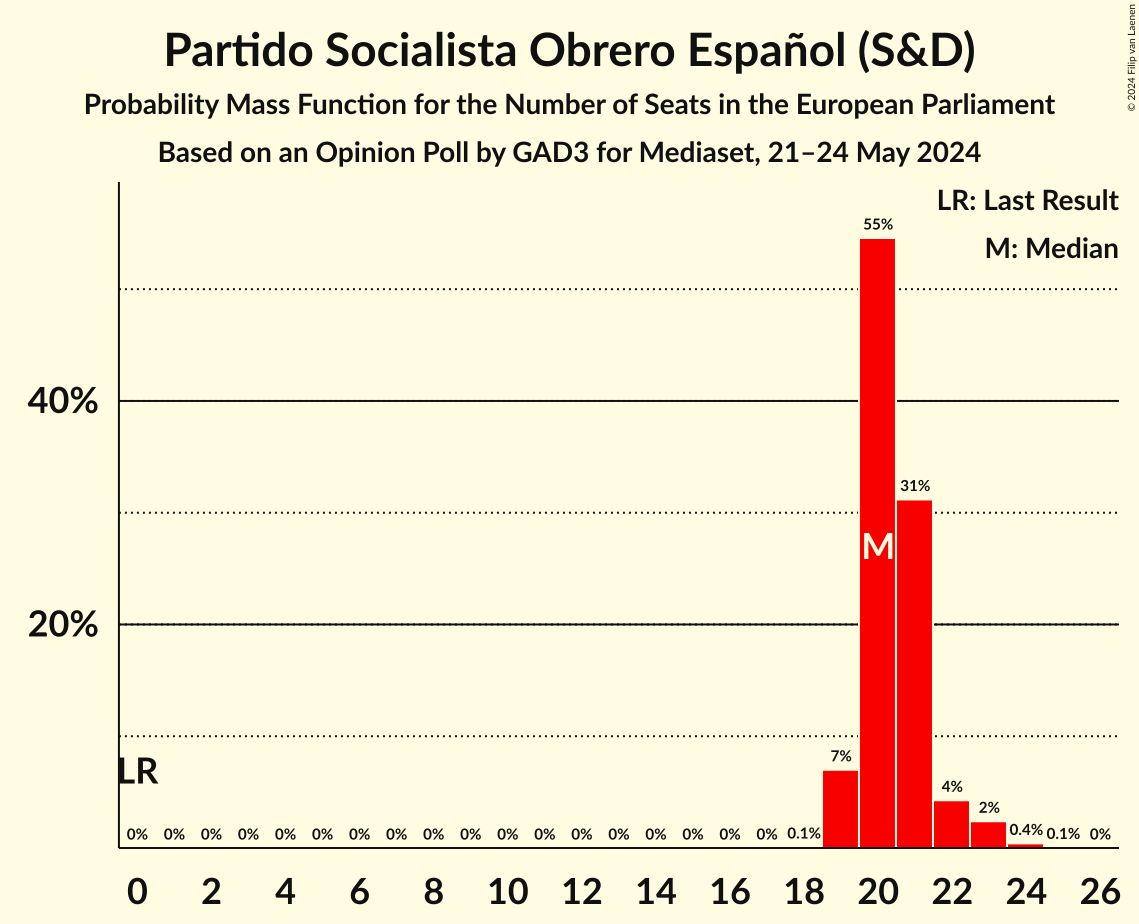 Partido Socialista Obrero Español (S&D)
Probability Mass Function for the Number of Seats in the European Parliament
Based on an Opinion Poll by GAD3 for Mediaset, 21–24 May 2024
© 2024 Filip van Laenen
LR: Last Result
M: Median
55%
40%
31%
M
20%
LR
7%
4%
2%
0% 0% 0% 0% 0% 0% 0% 0% 0% 0% 0% 0% 0% 0% 0% 0% 0% 0% 0.1% 0.4% 0.1% 0%
0 2 4 6 8 10 12 14 16 18 20 22 24 26